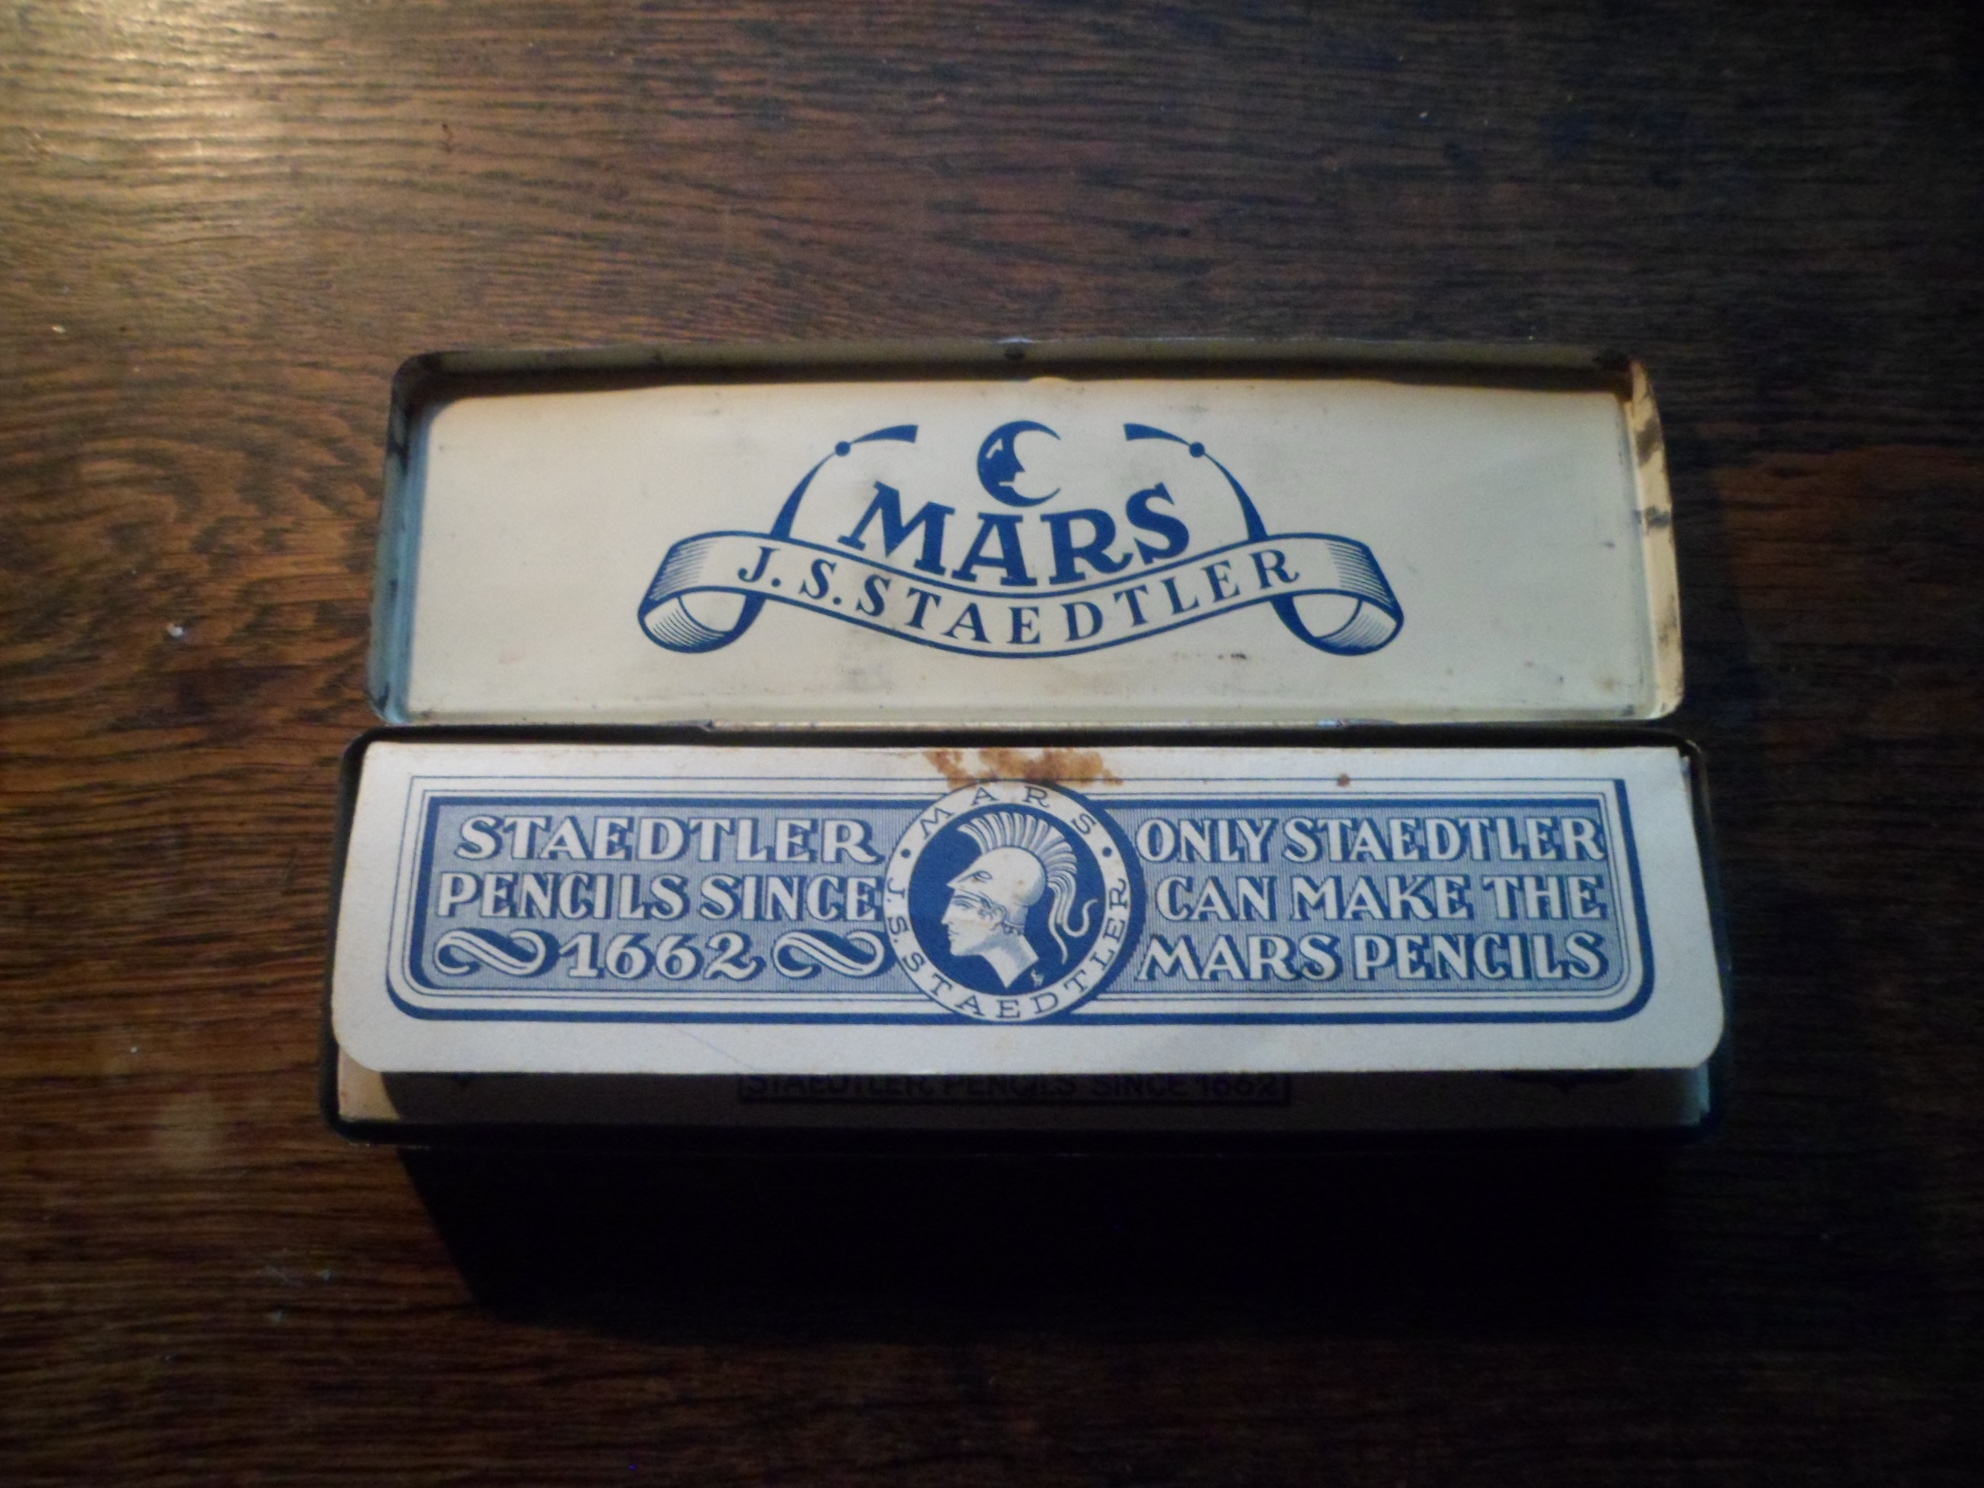 MARS
J.S.STAEDTLER
STAEDTLER
PENCILS SINCE
1662
MARS
J.S.STAEDTLER
ONLY STAEDTLER
CAN MAKE THE
MARS PENCILS
STAEDTLER PENCILS SINCE 1662